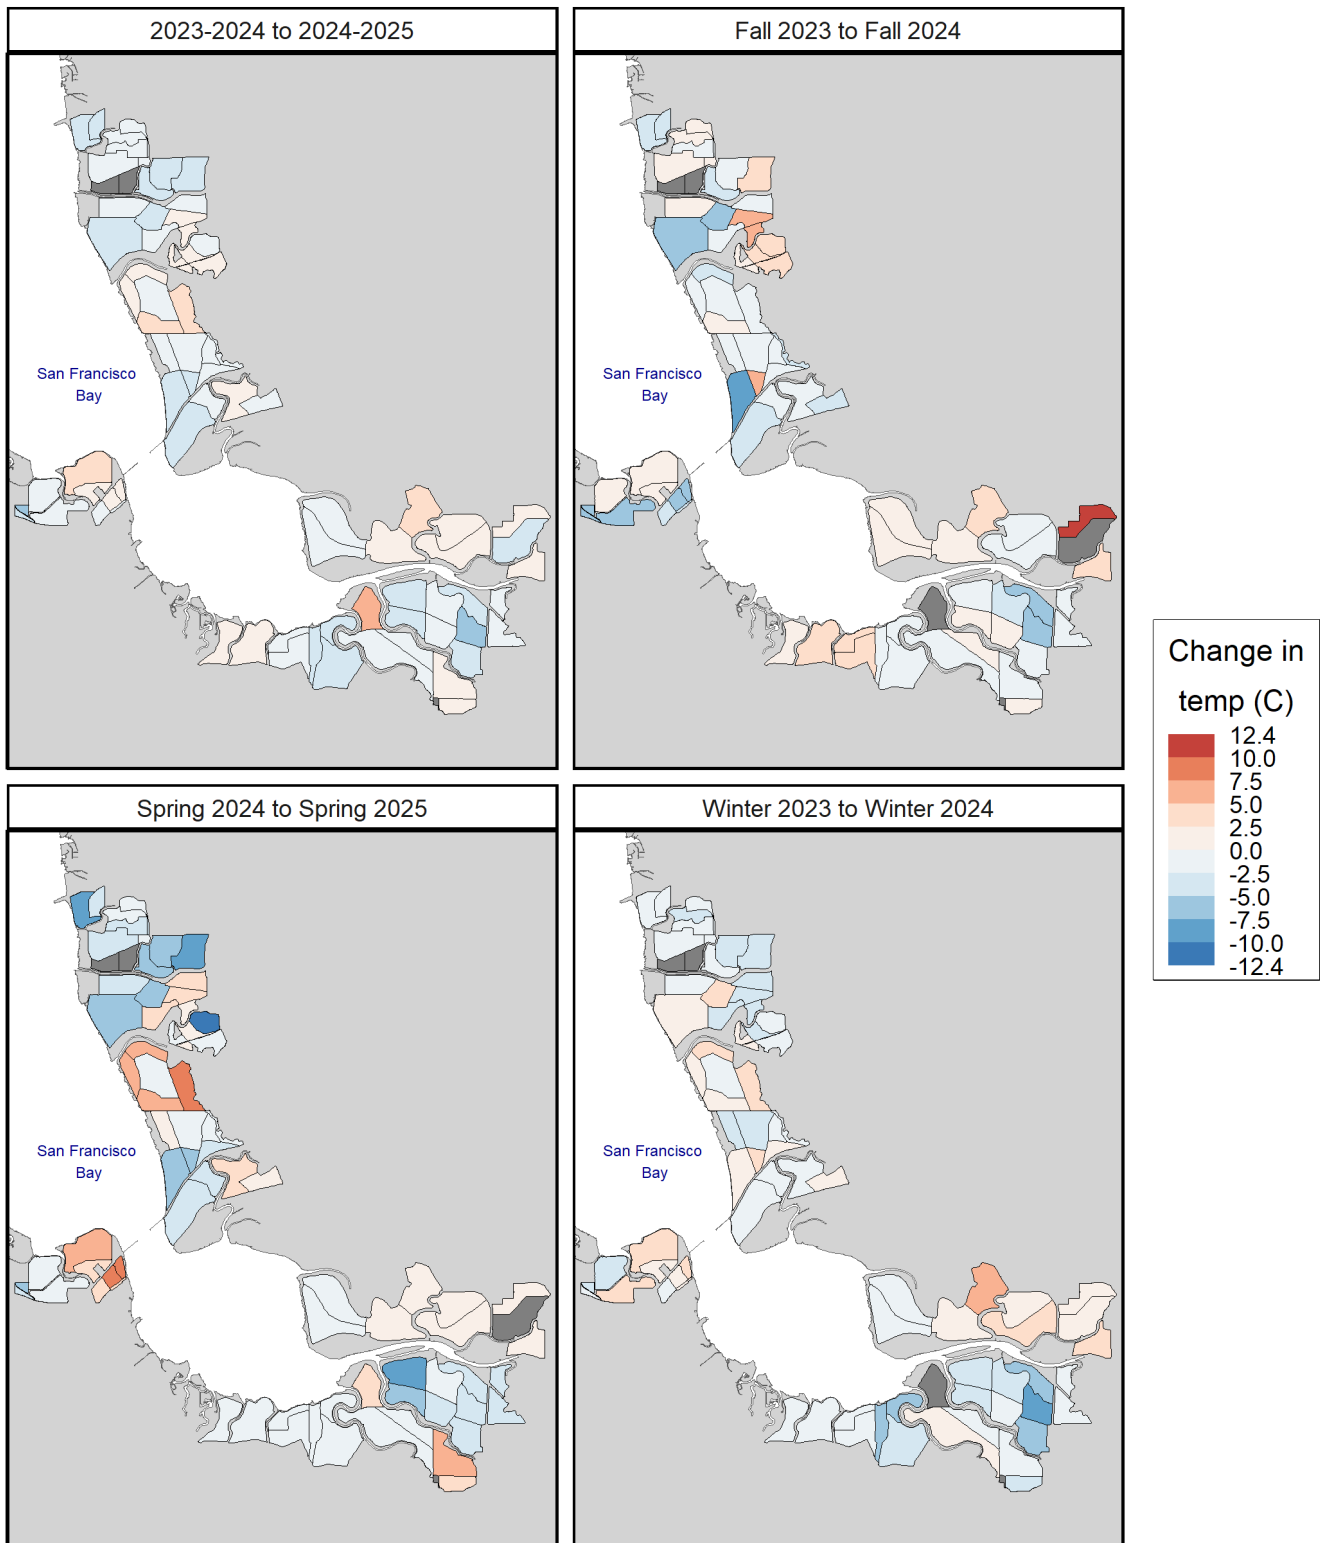 2023-2024 to 2024-2025
Fall 2023 to Fall 2024
San Francisco
Bay
San Francisco
Bay
Spring 2024 to Spring 2025
Winter 2023 to Winter 2024
San Francisco
Bay
San Francisco
Bay
Change in
temp (C)
12.4
10.0
7.5
5.0
2.5
0.0
-2.5
-5.0
-7.5
-10.0
-12.4